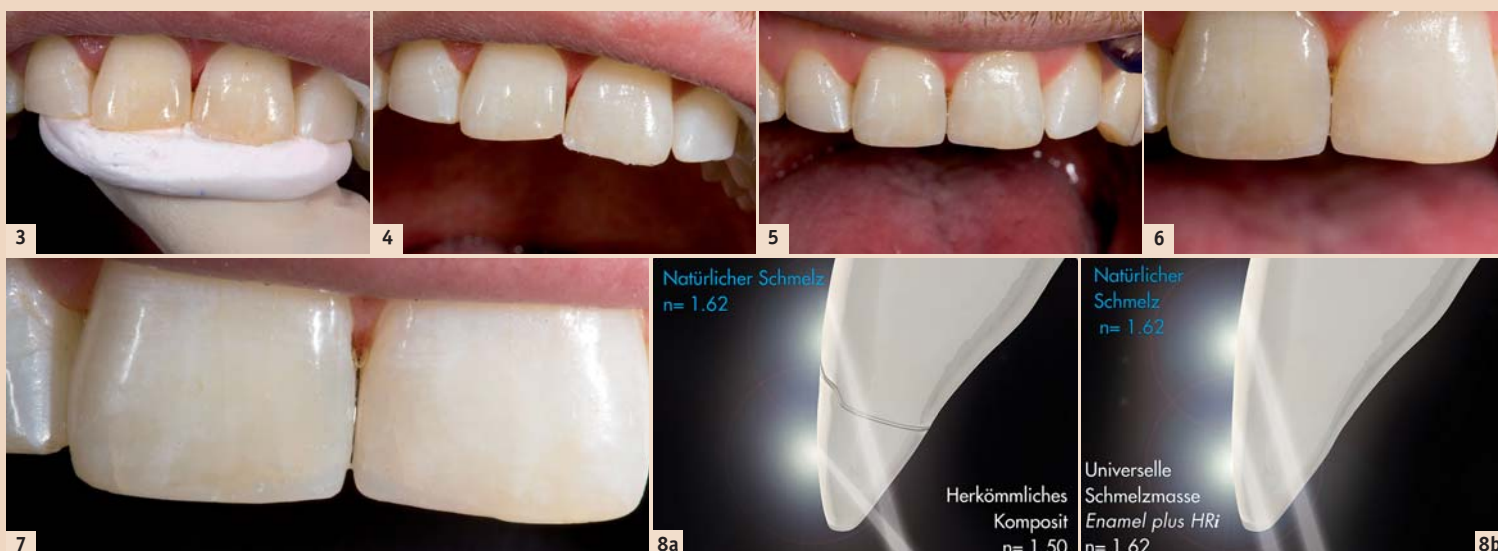 3
4
5
6
7
Natürlicher Schmelz
n= 1.62
Herkömmliches
Komposit
n= 1.50
8a
Natürlicher
Schmelz
n= 1.62
Universelle
Schmelzmasse
Enamel plus HRi
n= 1.62
8b